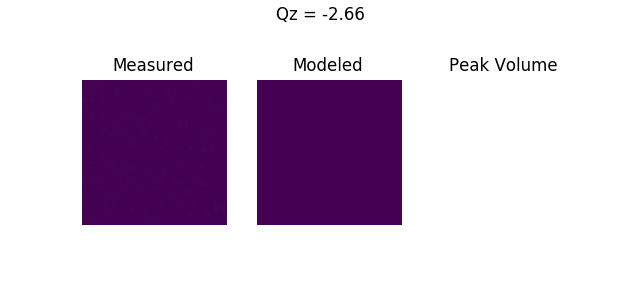 Qz = -2.66
Measured
Modeled
Peak Volume